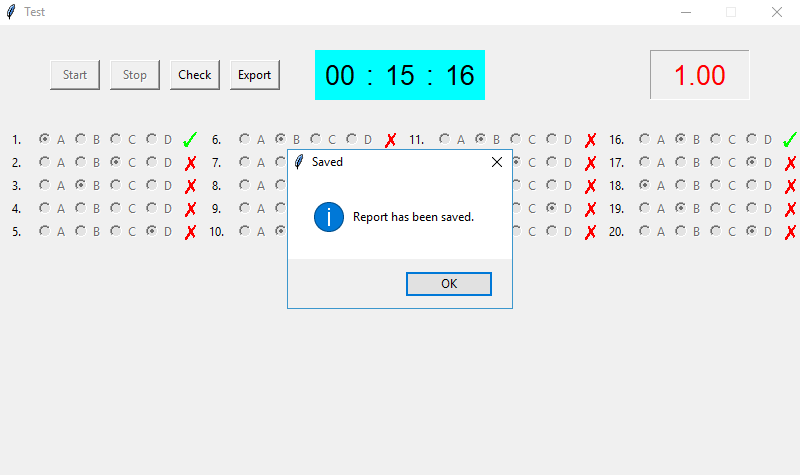 Test
Start Stop Check Export 00 : 15 : 16 1.00
1. A B C D 6. A B C D 11. A B C D 16. A B C D
2. A B C D 7. C D 17. A B C D
Saved
3. A B C D 8. C D 18. A B C D
4. A B C D 9. C D 19. A B C D
Report has been saved.
5. A B C D 10. A C D 20. A B C D
OK